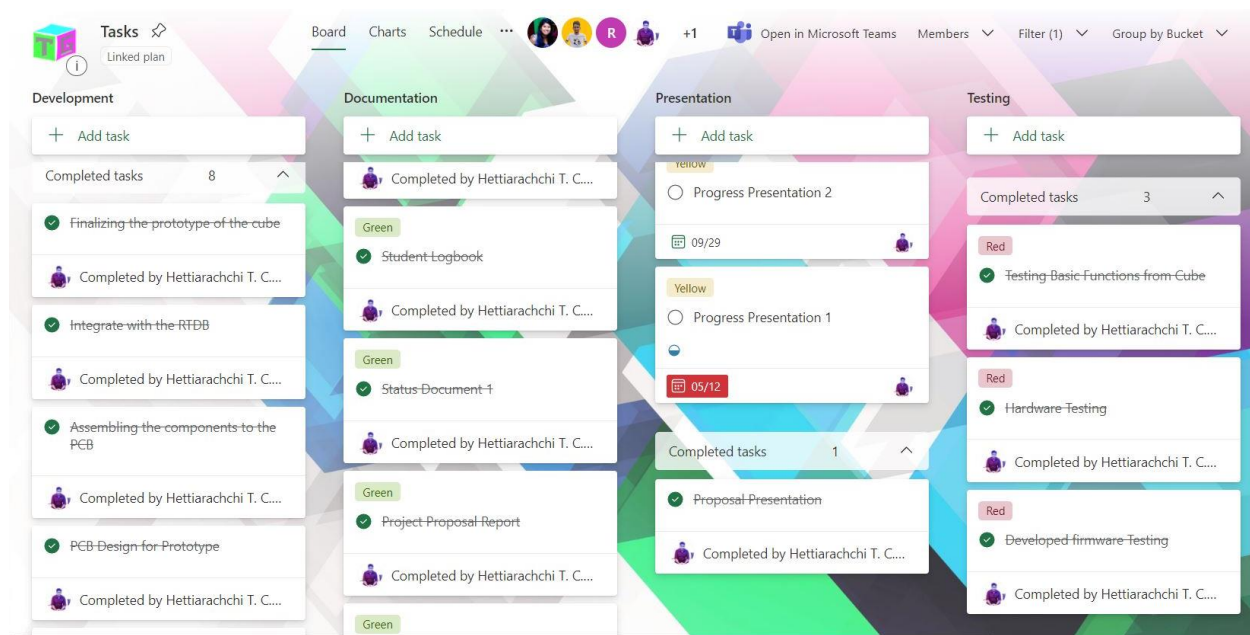 Tasks
Linked plan
Board Charts Schedule ··· R +1 Open in Microsoft Teams Members Filter (1) Group by Bucket
Development
+ Add task
Completed tasks 8
Finalizing the prototype of the cube
Completed by Hettiarachchi T. C....
Integrate with the RTDB
Completed by Hettiarachchi T. C....
Assembling the components to the
PCB
Completed by Hettiarachchi T. C....
PCB Design for Prototype
Completed by Hettiarachchi T. C....
Documentation
+ Add task
Completed by Hettiarachchi T. C....
Green
Student Logbook
Completed by Hettiarachchi T. C....
Green
Status Document 1
Completed by Hettiarachchi T. C....
Green
Project Proposal Report
Completed by Hettiarachchi T. C....
Green
Presentation
+ Add task
Yellow
Progress Presentation 2
09/29
Yellow
Progress Presentation 1
05/12
Completed tasks 1
Proposal Presentation
Completed by Hettiarachchi T. C....
Testing
+ Add task
Completed tasks 3
Red
Testing Basic Functions from Cube
Completed by Hettiarachchi T. C....
Red
Hardware Testing
Completed by Hettiarachchi T. C....
Red
Developed firmware Testing
Completed by Hettiarachchi T. C....